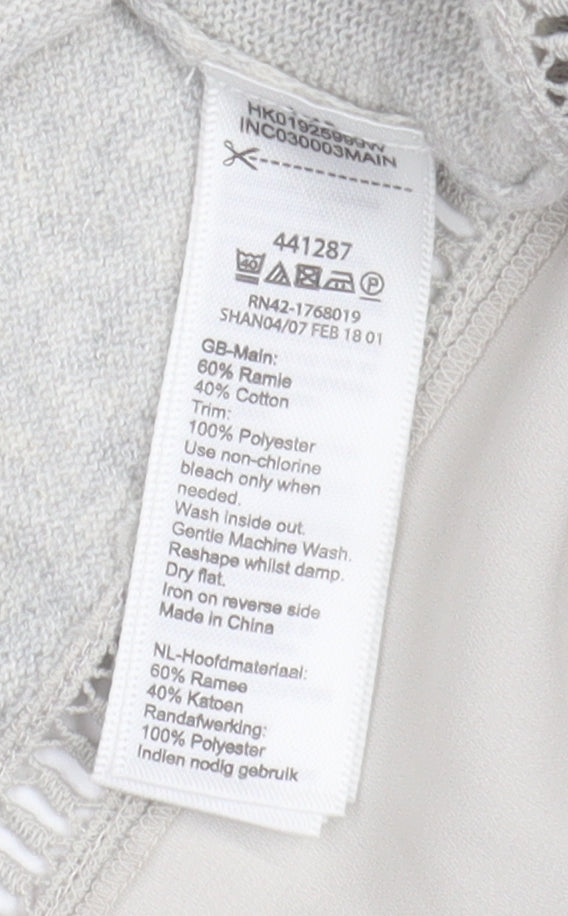 INC030003MAIN
441287
40
P
RN42-1768019
SHAN04/07 FEB 18 01
GB-Main:
60% Ramie
40% Cotton
Trim:
100% Polyester
Use non-chlorine
bleach only when
needed.
Wash inside out.
Gentle Machine Wash.
Reshape whilst damp.
Dry flat.
Iron on reverse side
Made in China
NL-Hoofdmateriaal:
60% Ramee
40% Katoen
Randafwerking:
100% Polyester
Indien nodig gebruik